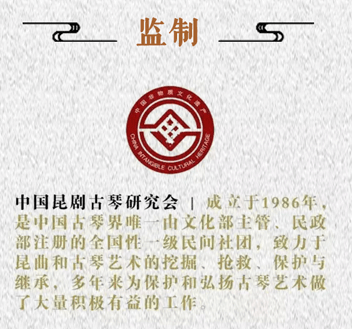 监制
中国非物质文化遗产
CHINA INTANGIBLE CULTURAL HERITAGE
中国昆剧古琴研究会 | 成立于1986年，
是中国古琴界唯一由文化部主管、民政
部注册的全国性一级民间社团，致力于
昆曲和古琴艺术的挖掘、抢救、保护与
继承，多年来为保护和弘扬古琴艺术做
了大量积极有益的工作。